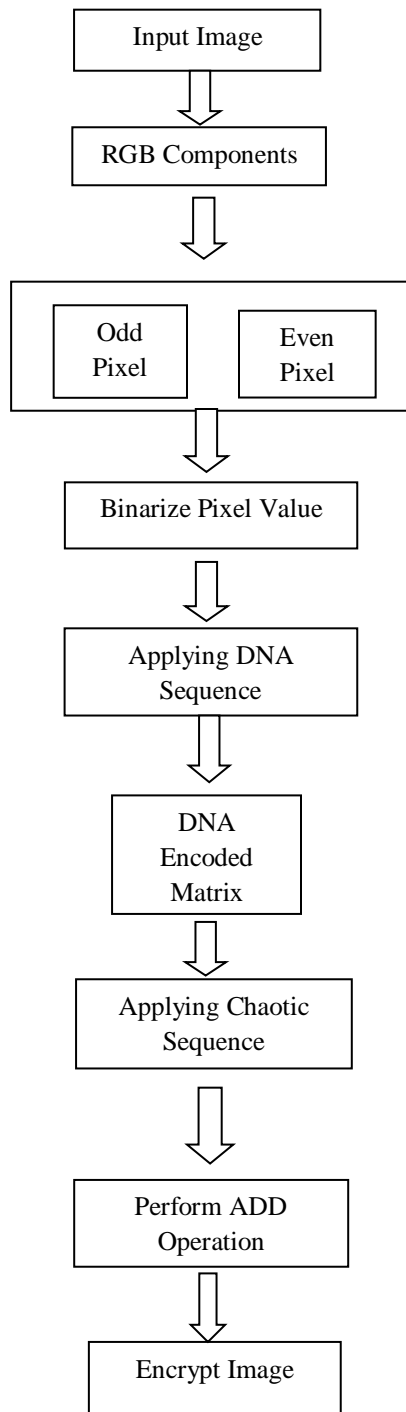 Input Image
RGB Components
Odd
Pixel
Even
Pixel
Binarize Pixel Value
Applying DNA
Sequence
DNA
Encoded
Matrix
Applying Chaotic
Sequence
Perform ADD
Operation
Encrypt Image